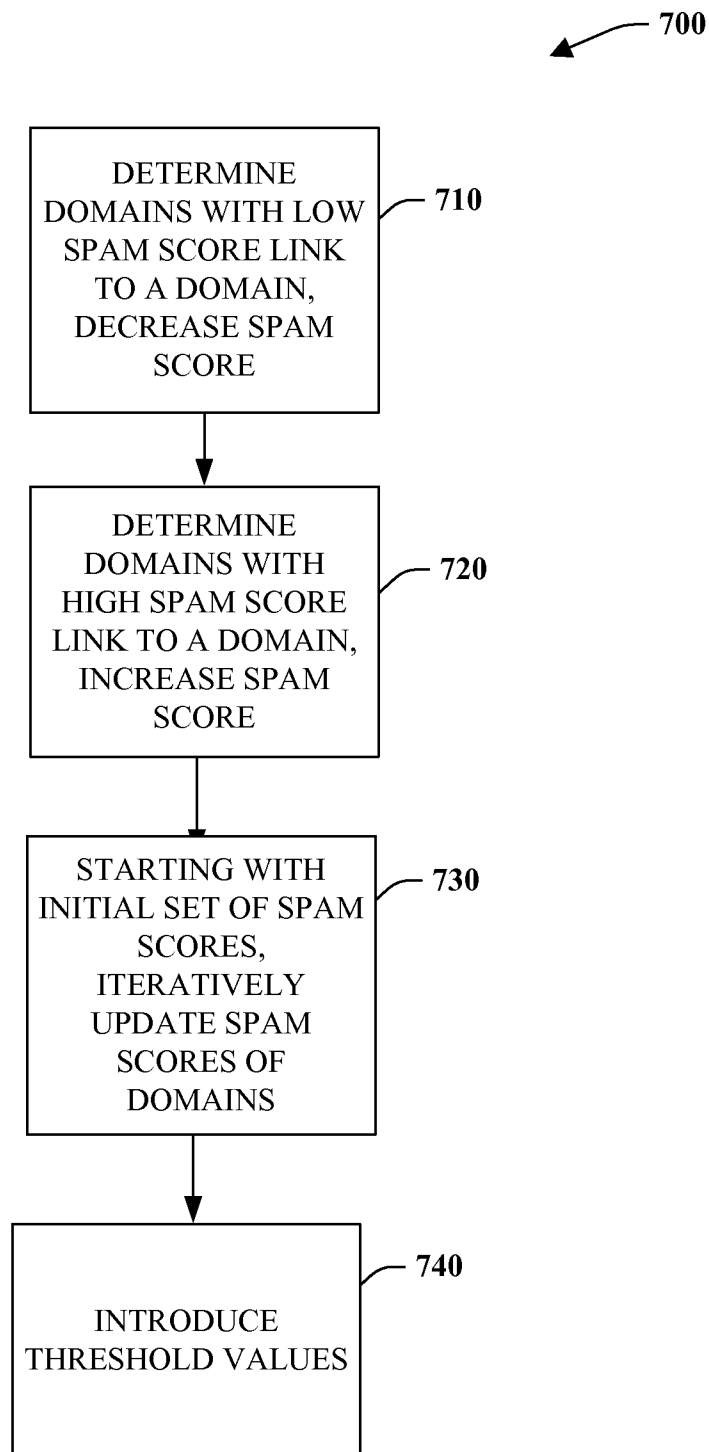 700
DETERMINE
DOMAINS WITH LOW
SPAM SCORE LINK
TO A DOMAIN,
DECREASE SPAM
SCORE
710
DETERMINE
DOMAINS WITH
HIGH SPAM SCORE
LINK TO A DOMAIN,
INCREASE SPAM
SCORE
720
STARTING WITH
INITIAL SET OF SPAM
SCORES,
ITERATIVELY
UPDATE SPAM
SCORES OF
DOMAINS
730
INTRODUCE
THRESHOLD VALUES
740